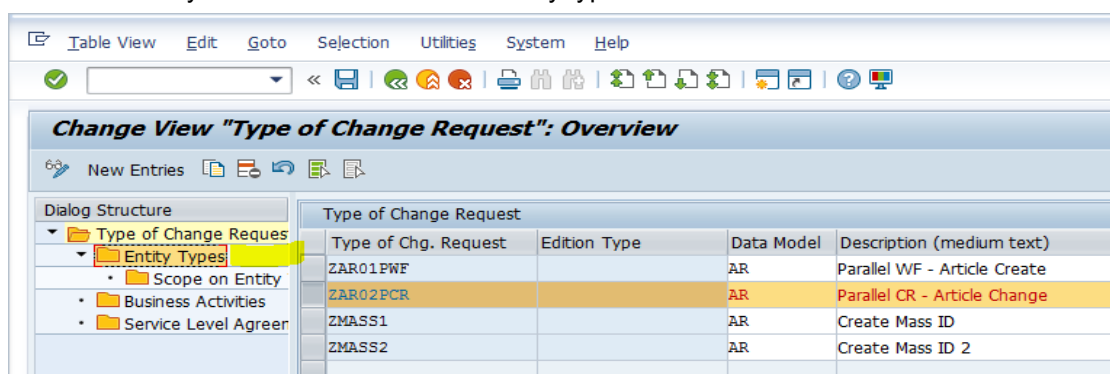 Table View Edit Goto Selection Utilities System Help
Change View "Type of Change Request": Overview
New Entries
Dialog Structure
Type of Change Reques
Entity Types
Scope on Entity
Business Activities
Service Level Agreer
Type of Change Request
Type of Chg. Request Edition Type Data Model Description (medium text)
ZAR01PWF AR Parallel WF - Article Create
ZAR02PCR AR Parallel CR - Article Change
ZMASS1 AR Create Mass ID
ZMASS2 AR Create Mass ID 2